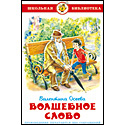 ШКОЛЬНАЯ БИБЛИОТЕКА
Валентина Осеева
ВОЛШЕБНОЕ
СЛОВО